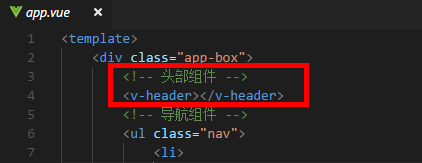 app.vue ×
1 <template>
2 <div class="app-box">
3 <!-- 头部组件 -->
4 <v-header></v-header>
5 <!-- 导航组件 -->
6 <ul class="nav">
7 <li>